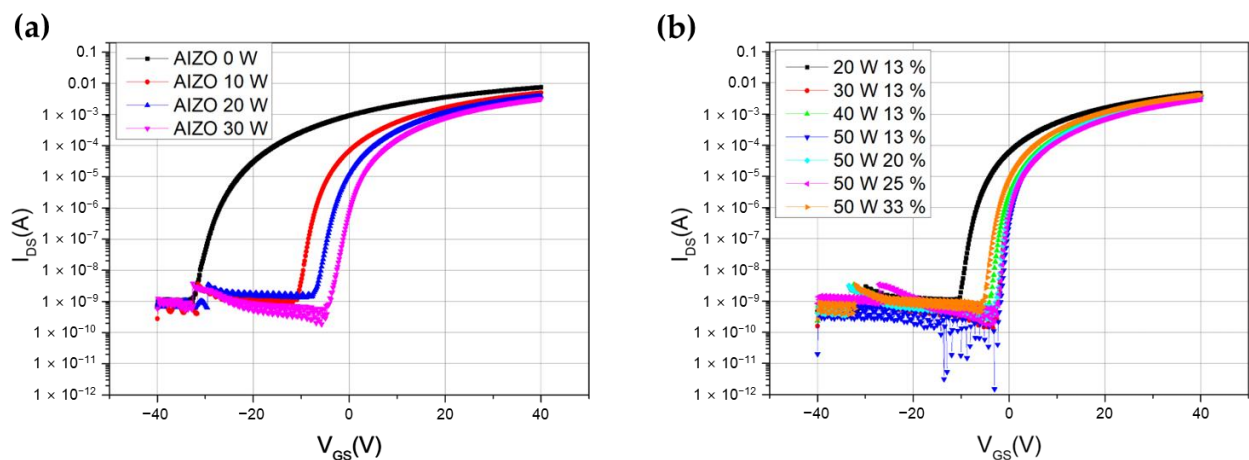 (a)
AIZO 0 W
AIZO 10 W
AIZO 20 W
AIZO 30 W
0.1
0.01
1 × 10⁻³
1 × 10⁻⁴
1 × 10⁻⁵
1 × 10⁻⁶
1 × 10⁻⁷
1 × 10⁻⁸
1 × 10⁻⁹
1 × 10⁻¹⁰
1 × 10⁻¹¹
1 × 10⁻¹²
I_DS(A)
−40 −20 0 20 40
V_GS(V)
(b)
20 W 13 %
30 W 13 %
40 W 13 %
50 W 13 %
50 W 20 %
50 W 25 %
50 W 33 %
0.1
0.01
1 × 10⁻³
1 × 10⁻⁴
1 × 10⁻⁵
1 × 10⁻⁶
1 × 10⁻⁷
1 × 10⁻⁸
1 × 10⁻⁹
1 × 10⁻¹⁰
1 × 10⁻¹¹
1 × 10⁻¹²
I_DS(A)
−40 −20 0 20 40
V_GS(V)